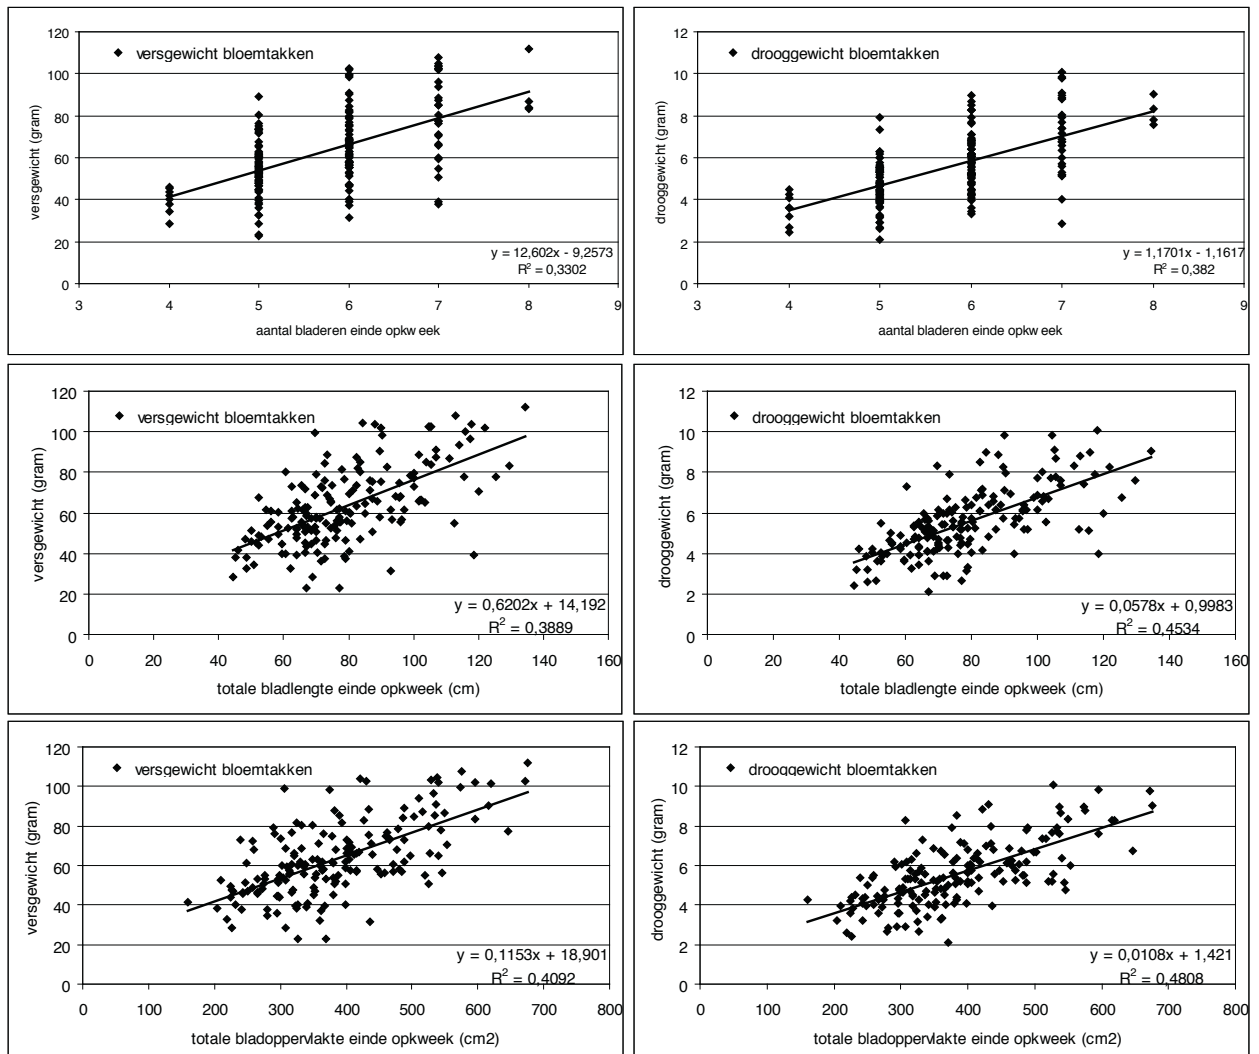 120
100
80
60
40
20
0
versgewicht (gram)
versgewicht bloemtakken
y = 12,602x - 9,2573
R² = 0,3302
3 4 5 6 7 8 9
aantal bladeren einde opkweek
12
10
8
6
4
2
0
drooggewicht (gram)
drooggewicht bloemtakken
y = 1,1701x - 1,1617
R² = 0,382
3 4 5 6 7 8 9
aantal bladeren einde opkweek
120
100
80
60
40
20
0
versgewicht (gram)
versgewicht bloemtakken
y = 0,6202x + 14,192
R² = 0,3889
0 20 40 60 80 100 120 140 160
totale bladlengte einde opkweek (cm)
12
10
8
6
4
2
0
drooggewicht (gram)
drooggewicht bloemtakken
y = 0,0578x + 0,9983
R² = 0,4534
0 20 40 60 80 100 120 140 160
totale bladlengte einde opkweek (cm)
120
100
80
60
40
20
0
versgewicht (gram)
versgewicht bloemtakken
y = 0,1153x + 18,901
R² = 0,4092
0 100 200 300 400 500 600 700 800
totale bladoppervlakte einde opkweek (cm2)
12
10
8
6
4
2
0
drooggewicht (gram)
drooggewicht bloemtakken
y = 0,0108x + 1,421
R² = 0,4808
0 100 200 300 400 500 600 700 800
totale bladoppervlakte einde opkweek (cm2)